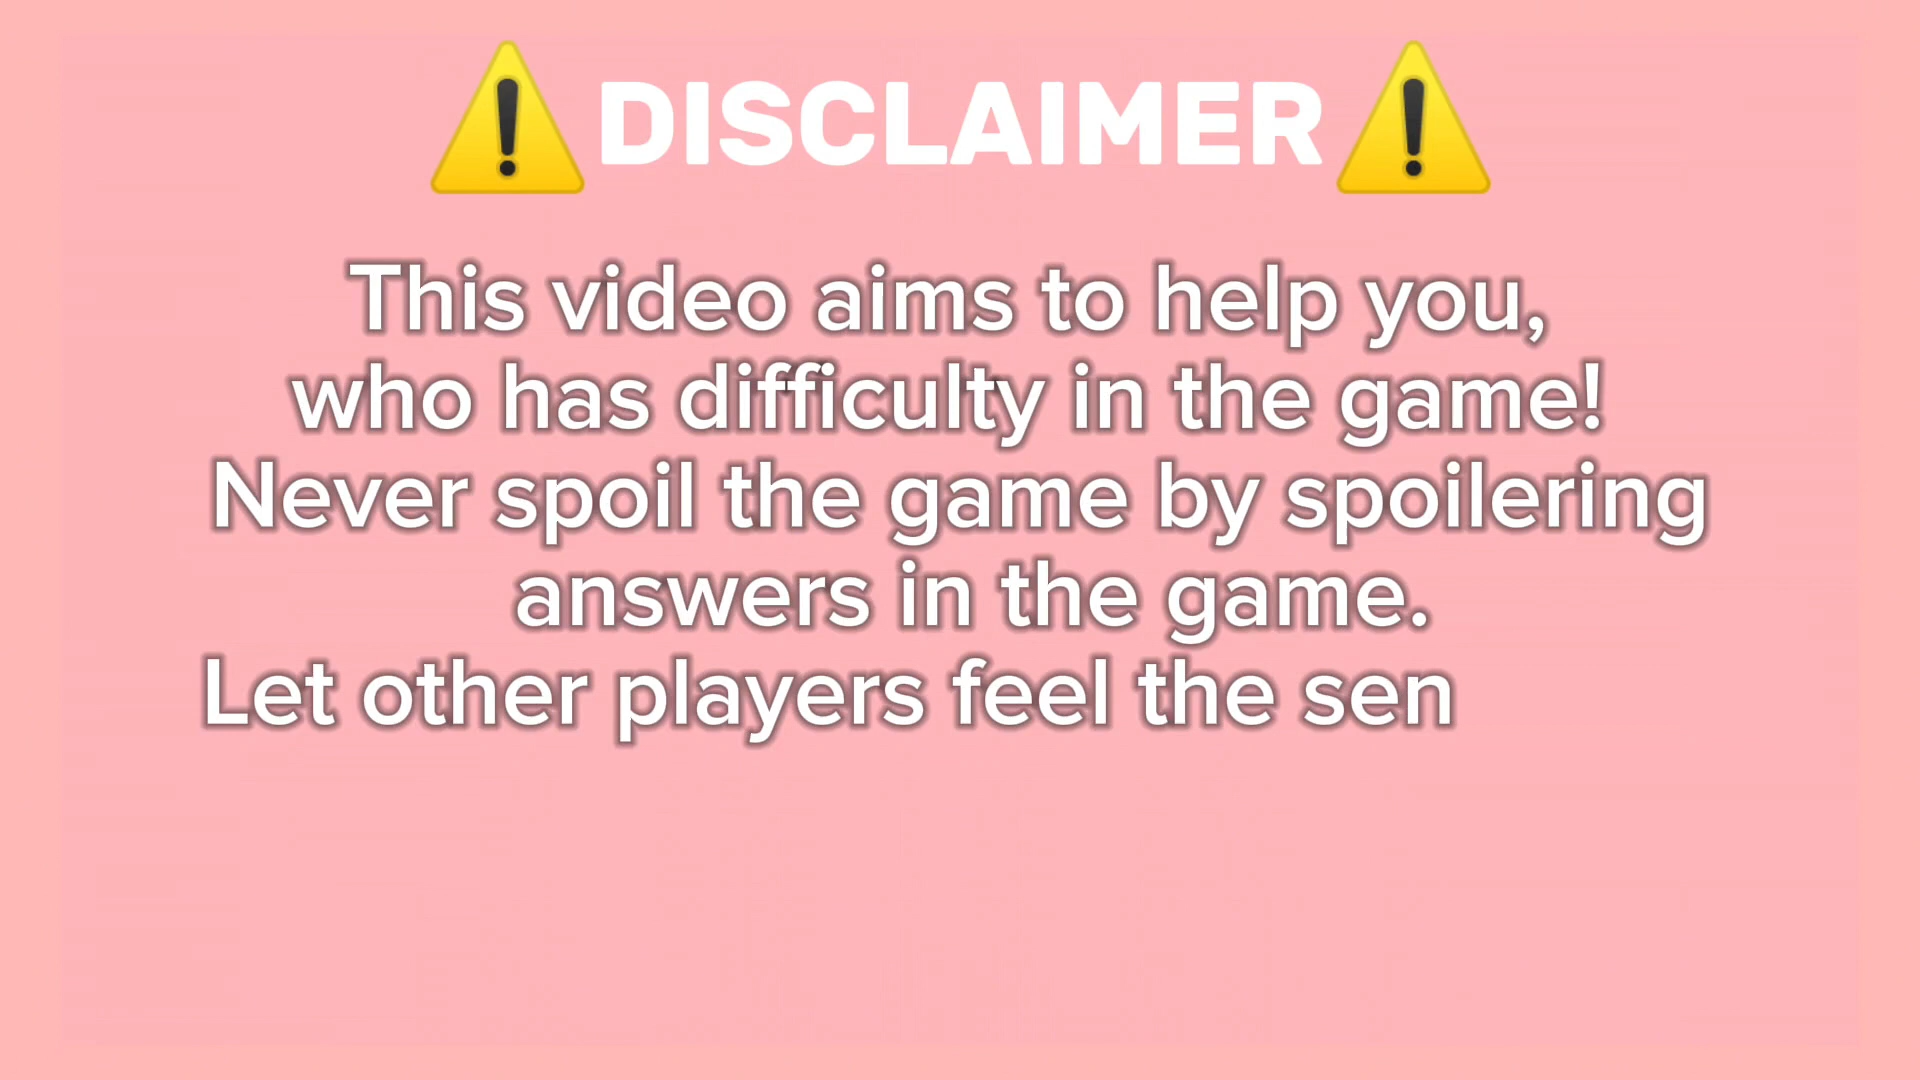 ⚠️DISCLAIMER⚠️
This video aims to help you,
who has difficulty in the game!
Never spoil the game by spoilering
answers in the game.
Let other players feel the sen